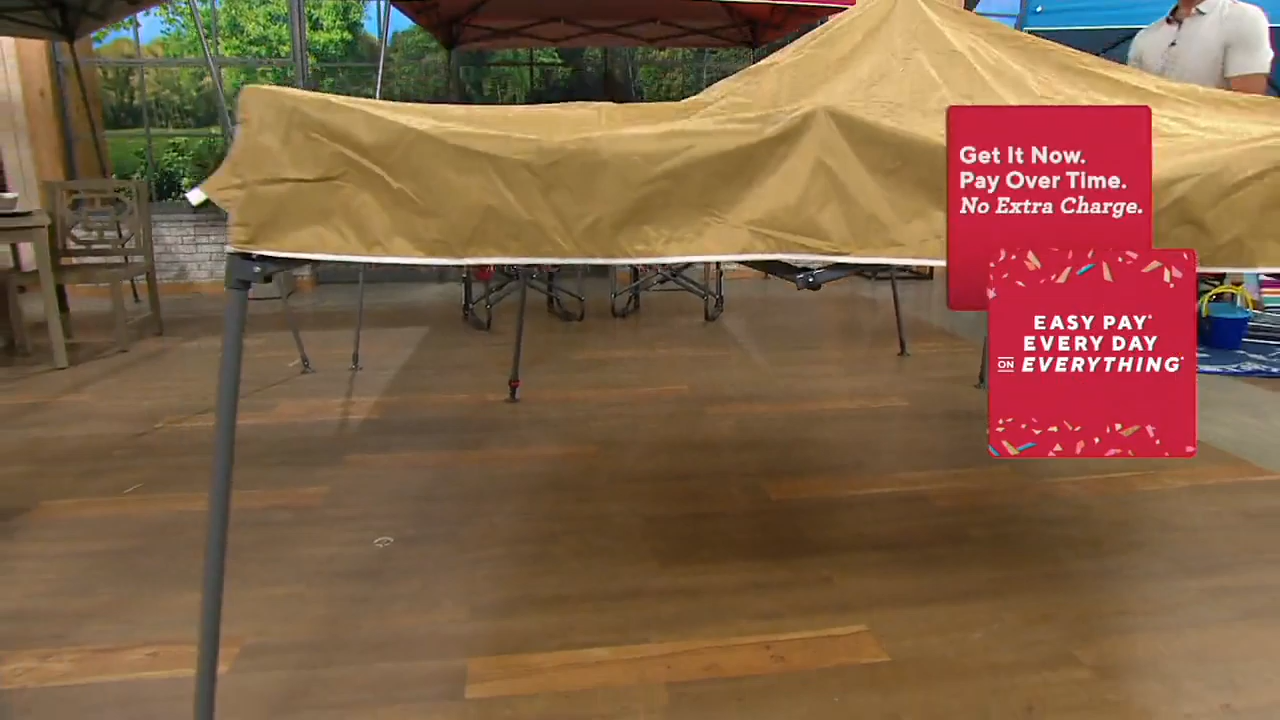 Get It Now.
Pay Over Time.
No Extra Charge.
EASY PAY*
EVERY DAY
ON EVERYTHING*